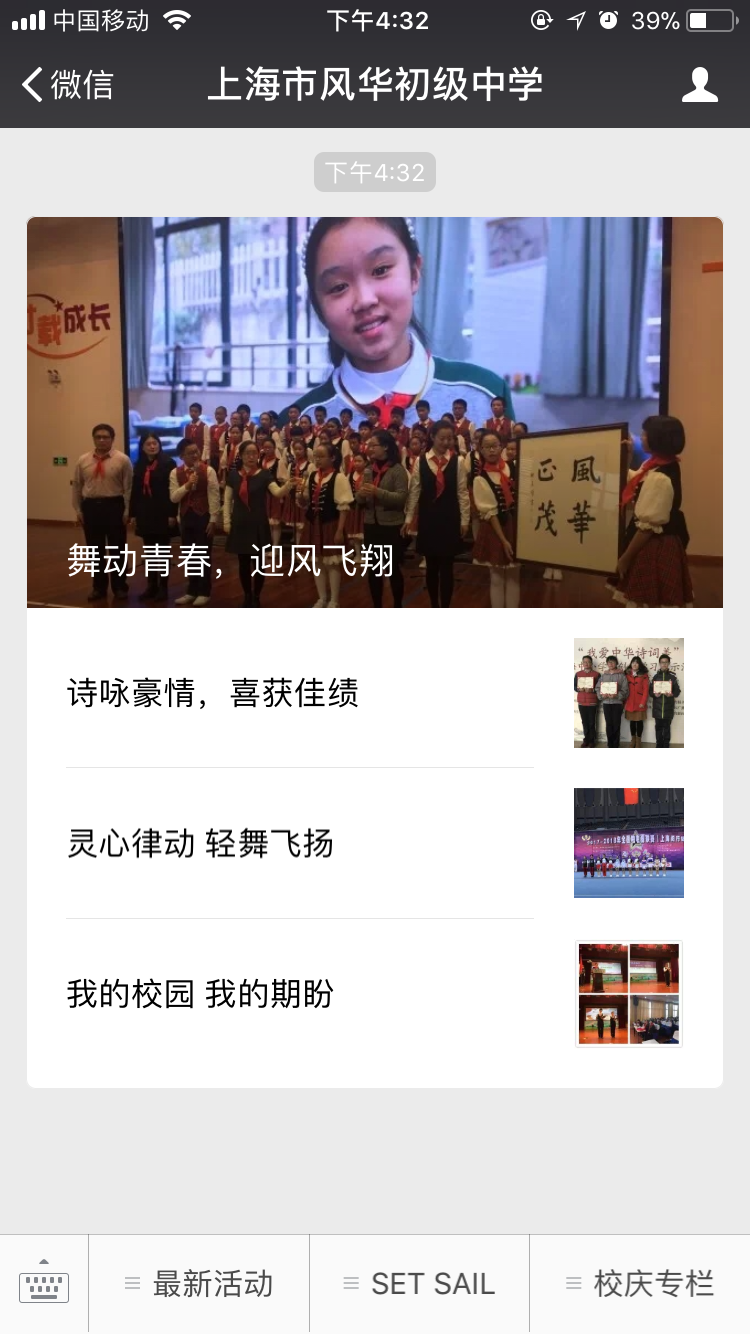 中国移动
下午4:32
39%
微信
上海市风华初级中学
下午4:32
成长
風華
正茂
舞动青春，迎风飞翔
诗咏豪情，喜获佳绩
“我爱中华诗词美”
灵心律动 轻舞飞扬
我的校园 我的期盼
最新活动
SET SAIL
校庆专栏